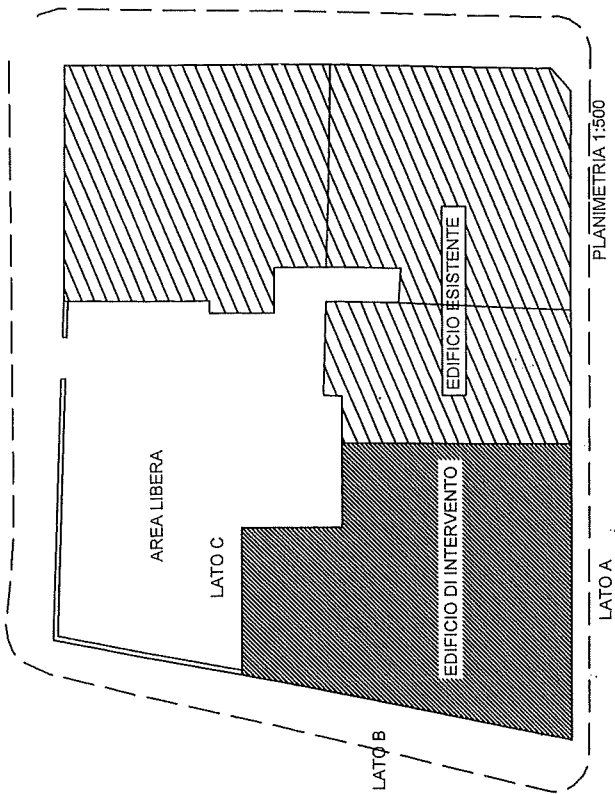 AREA LIBERA
LATO C
EDIFICIO ESISTENTE
EDIFICIO DI INTERVENTO
LATO B
LATO A
PLANIMETRIA 1:500